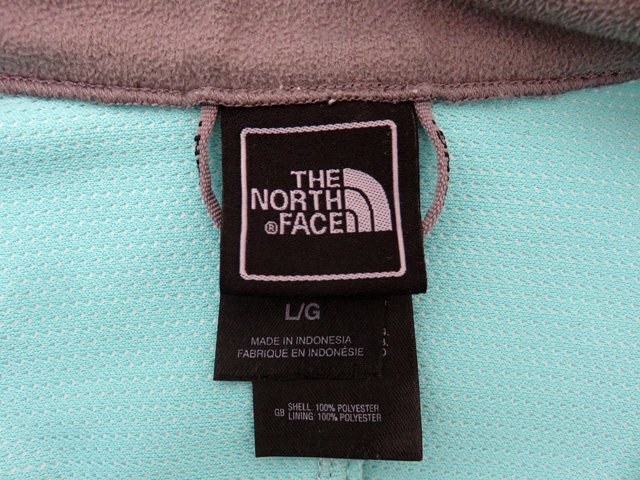 THE
NORTH
®FACE
L/G
MADE IN INDONESIA
FABRIQUE EN INDONÉSIE
GB SHELL 100% POLYESTER
LINING: 100% POLYESTER